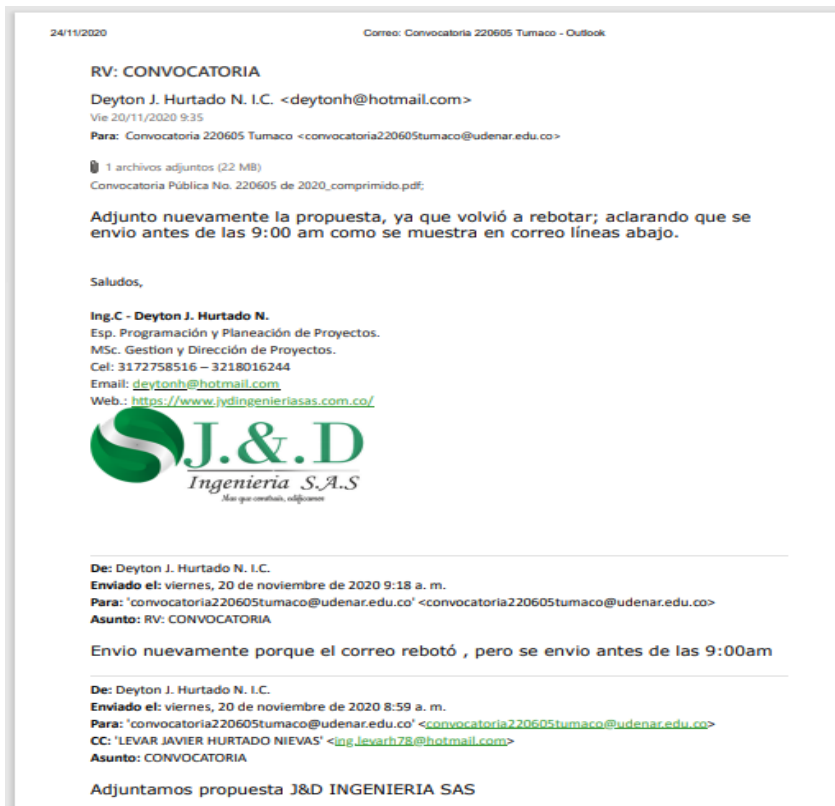 24/11/2020 Correo: Convocatoria 220605 Tumaco - Outlook
RV: CONVOCATORIA
Deyton J. Hurtado N. I.C. <deytonh@hotmail.com>
Vie 20/11/2020 9:35
Para: Convocatoria 220605 Tumaco <convocatoria220605tumaco@udenar.edu.co>
1 archivos adjuntos (22 MB)
Convocatoria Pública No. 220605 de 2020_comprimido.pdf;
Adjunto nuevamente la propuesta, ya que volvió a rebotar; aclarando que se
envio antes de las 9:00 am como se muestra en correo líneas abajo.
Saludos,
Ing.C - Deyton J. Hurtado N.
Esp. Programación y Planeación de Proyectos.
MSc. Gestion y Dirección de Proyectos.
Cel: 3172758516 – 3218016244
Email: deytonh@hotmail.com
Web.: https://www.jydingenieriasas.com.co/
J.&.D
Ingenieria S.A.S
Mas que construir, edificamos
De: Deyton J. Hurtado N. I.C.
Enviado el: viernes, 20 de noviembre de 2020 9:18 a. m.
Para: 'convocatoria220605tumaco@udenar.edu.co' <convocatoria220605tumaco@udenar.edu.co>
Asunto: RV: CONVOCATORIA
Envio nuevamente porque el correo rebotó , pero se envio antes de las 9:00am
De: Deyton J. Hurtado N. I.C.
Enviado el: viernes, 20 de noviembre de 2020 8:59 a. m.
Para: 'convocatoria220605tumaco@udenar.edu.co' <convocatoria220605tumaco@udenar.edu.co>
CC: 'LEVAR JAVIER HURTADO NIEVAS' <ing.levarh78@hotmail.com>
Asunto: CONVOCATORIA
Adjuntamos propuesta J&D INGENIERIA SAS